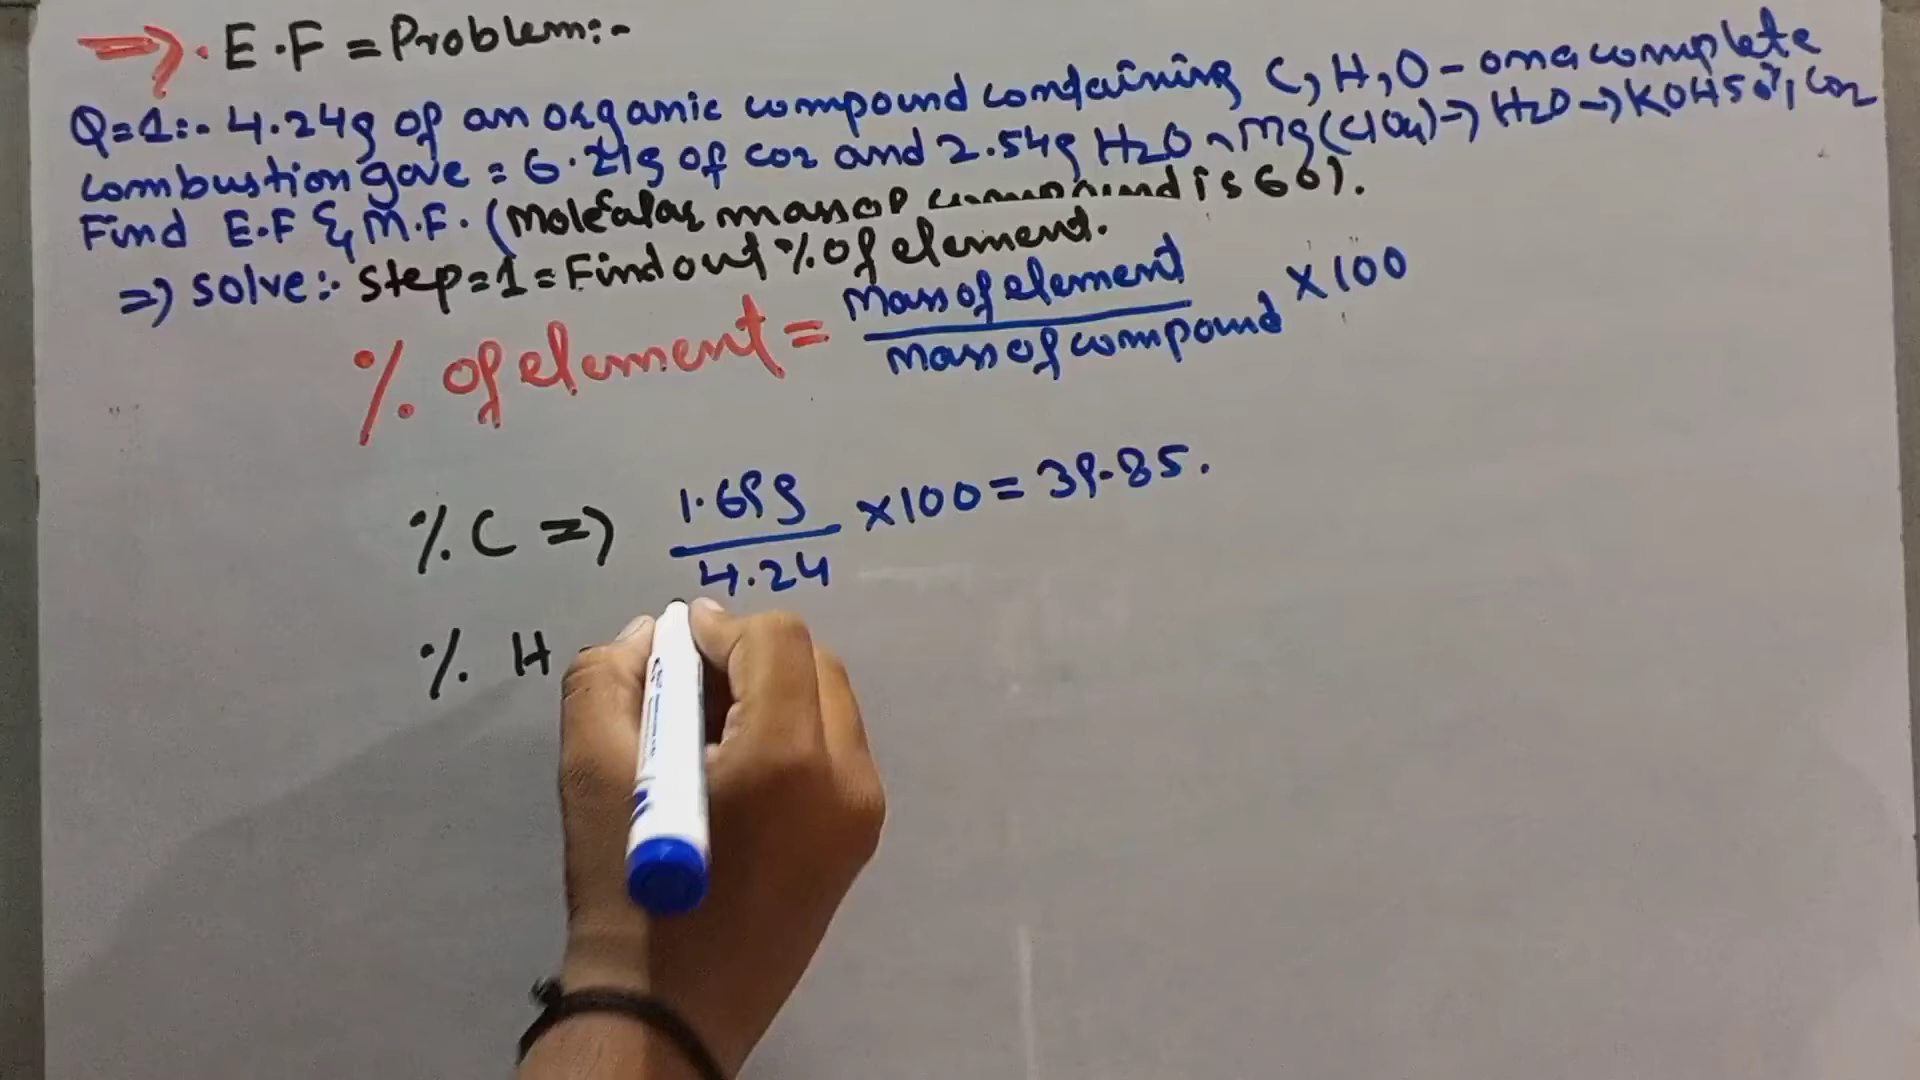 ⇒. E.F = Problem:-
Q=1:- 4.24g of an organic compound containing C, H, O - on a complete
combustion gave = 6.21g of co2 and 2.54g H2O Mg(ClO4) → H2O → KOH 50%, Co2
Find E.F & M.F. (Molecular mass of compound is 60).
⇒ Solve:- Step=1= Find out % of element.
% of element = Mass of element / Mass of compound × 100
% C ⇒ 1.69g / 4.24 × 100 = 39.85.
% H